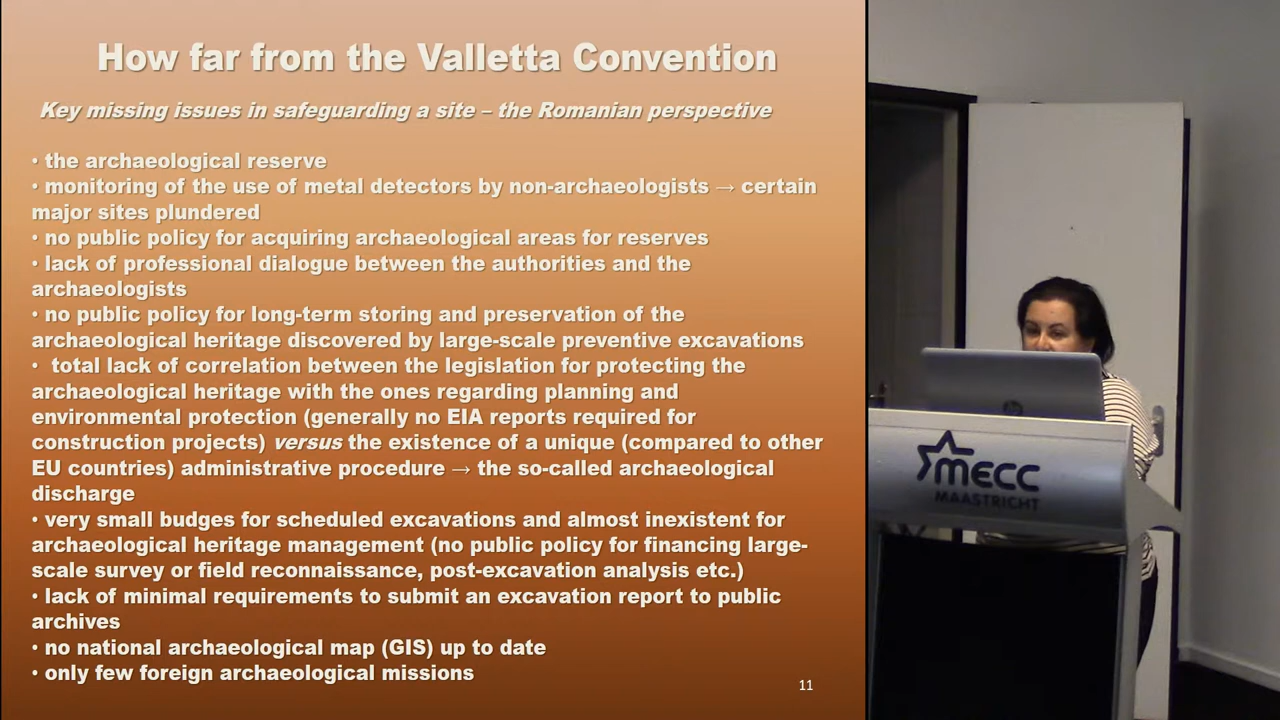 How far from the Valletta Convention
Key missing issues in safeguarding a site – the Romanian perspective
• the archaeological reserve
• monitoring of the use of metal detectors by non-archaeologists → certain
major sites plundered
• no public policy for acquiring archaeological areas for reserves
• lack of professional dialogue between the authorities and the
archaeologists
• no public policy for long-term storing and preservation of the
archaeological heritage discovered by large-scale preventive excavations
• total lack of correlation between the legislation for protecting the
archaeological heritage with the ones regarding planning and
environmental protection (generally no EIA reports required for
construction projects) versus the existence of a unique (compared to other
EU countries) administrative procedure → the so-called archaeological
discharge
• very small budgets for scheduled excavations and almost inexistent for
archaeological heritage management (no public policy for financing large-
scale survey or field reconnaissance, post-excavation analysis etc.)
• lack of minimal requirements to submit an excavation report to public
archives
• no national archaeological map (GIS) up to date
• only few foreign archaeological missions
11
hp
MECC
MAASTRICHT